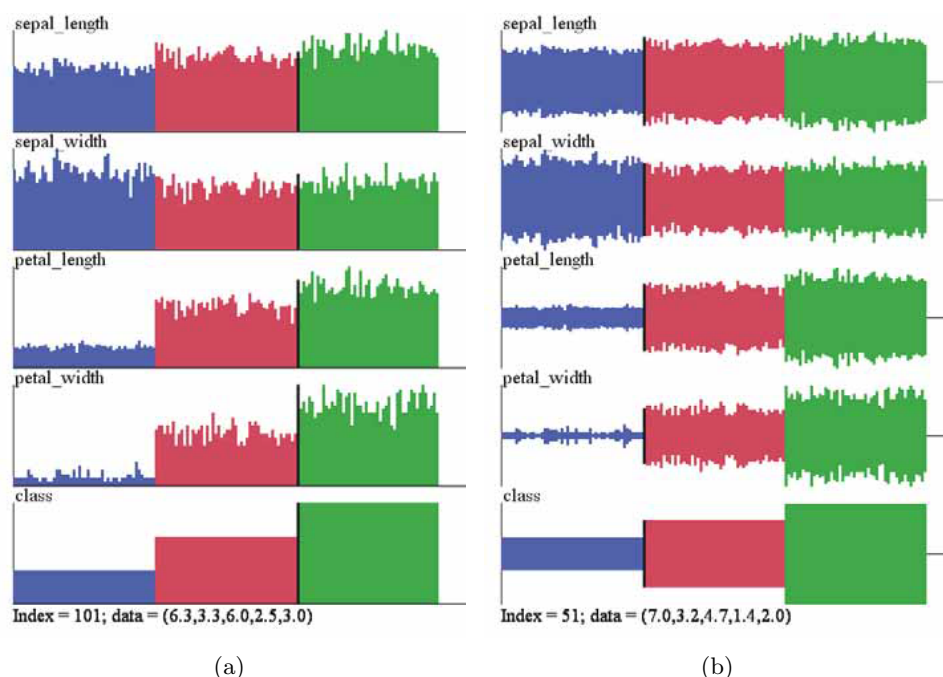 sepal_length
sepal_width
petal_length
petal_width
class
Index = 101; data = (6.3,3.3,6.0,2.5,3.0)
(a)
sepal_length
sepal_width
petal_length
petal_width
class
Index = 51; data = (7.0,3.2,4.7,1.4,2.0)
(b)